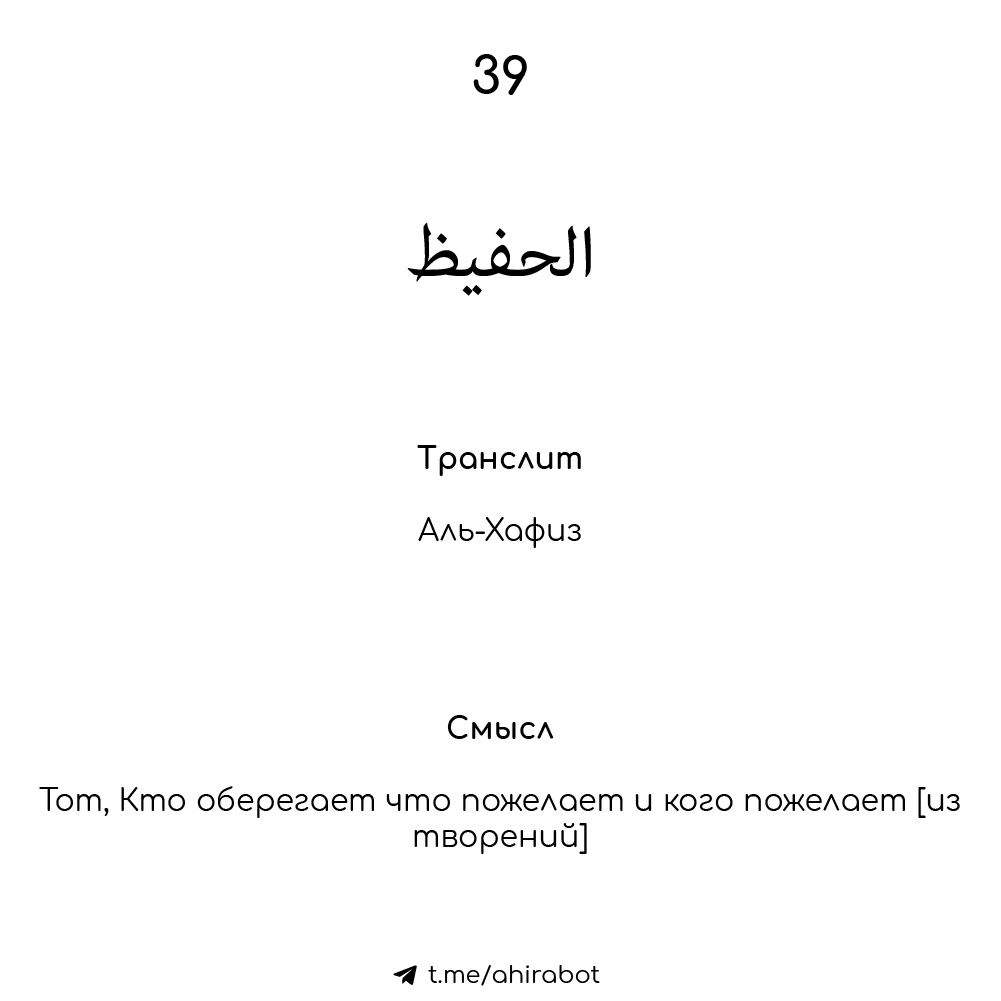 39
الحفيظ
Транслит
Аль-Хафиз
Смысл
Тот, Кто оберегает что пожелает и кого пожелает [из
творений]
t.me/ahirabot